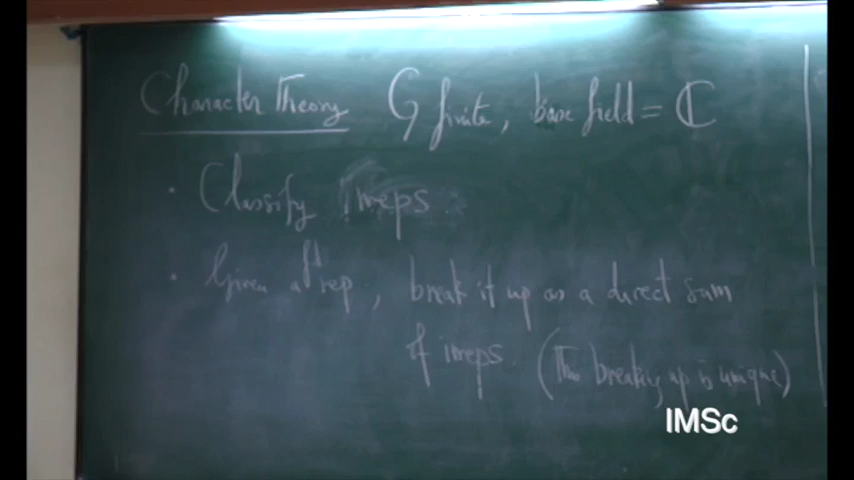 Character Theory G finite, base field = ℂ
· Classify irreps.
· Given a fd rep, break it up as a direct sum
of irreps. (This breaking up is unique)
IMSc